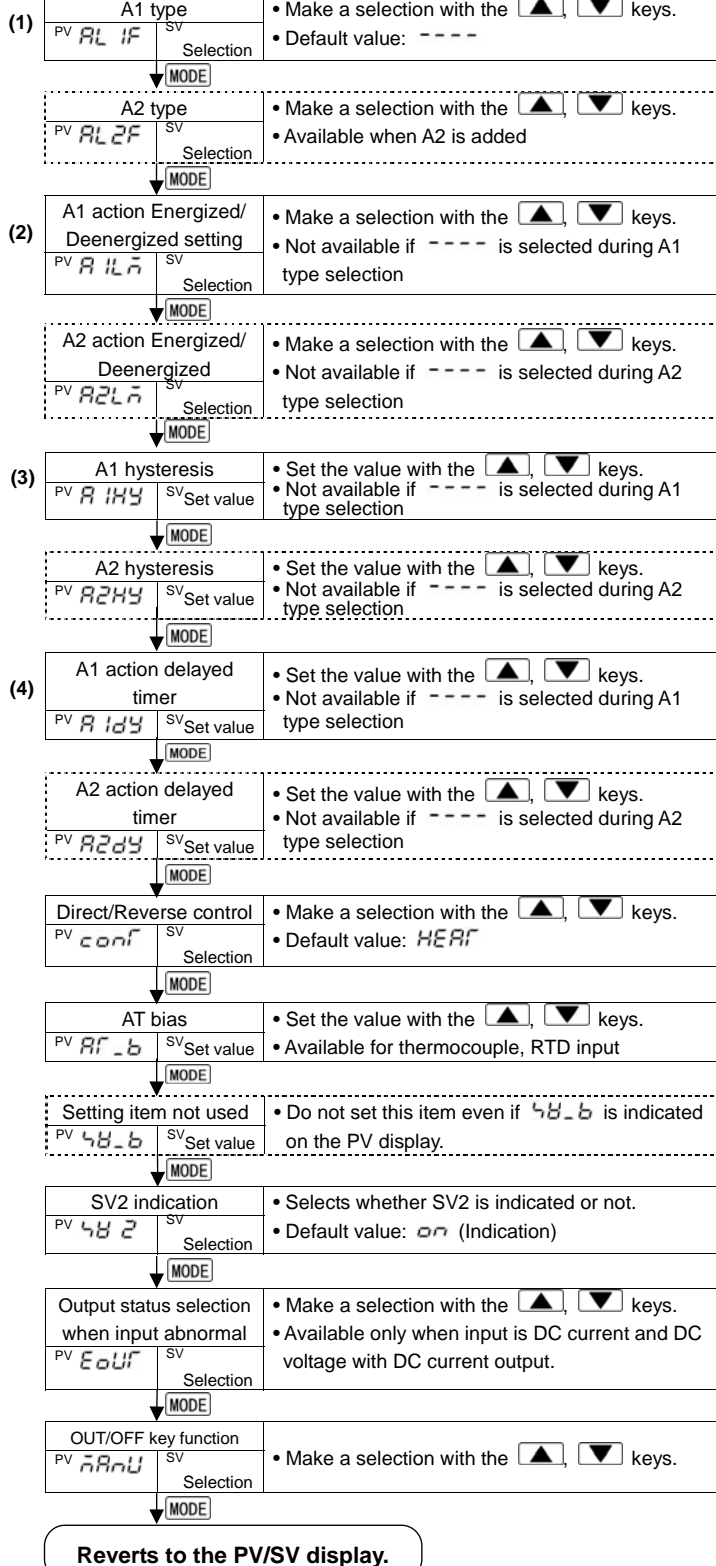 (1)
A1 type
PV AL1F SV
Selection
• Make a selection with the ▲, ▼ keys.
• Default value: ----
MODE
A2 type
PV AL2F SV
Selection
• Make a selection with the ▲, ▼ keys.
• Available when A2 is added
MODE
(2)
A1 action Energized/
Deenergized setting
PV A1Lm SV
Selection
• Make a selection with the ▲, ▼ keys.
• Not available if ---- is selected during A1
type selection
MODE
A2 action Energized/
Deenergized
PV A2Lm SV
Selection
• Make a selection with the ▲, ▼ keys.
• Not available if ---- is selected during A2
type selection
MODE
(3)
A1 hysteresis
PV A1HY SV Set value
• Set the value with the ▲, ▼ keys.
• Not available if ---- is selected during A1
type selection
MODE
A2 hysteresis
PV A2HY SV Set value
• Set the value with the ▲, ▼ keys.
• Not available if ---- is selected during A2
type selection
MODE
(4)
A1 action delayed
timer
PV A1dY SV Set value
• Set the value with the ▲, ▼ keys.
• Not available if ---- is selected during A1
type selection
MODE
A2 action delayed
timer
PV A2dY SV Set value
• Set the value with the ▲, ▼ keys.
• Not available if ---- is selected during A2
type selection
MODE
Direct/Reverse control
PV conT SV
Selection
• Make a selection with the ▲, ▼ keys.
• Default value: HEAT
MODE
AT bias
PV AT_b SV Set value
• Set the value with the ▲, ▼ keys.
• Available for thermocouple, RTD input
MODE
Setting item not used
PV SV_b SV Set value
• Do not set this item even if SV_b is indicated
on the PV display.
MODE
SV2 indication
PV SV 2 SV
Selection
• Selects whether SV2 is indicated or not.
• Default value: on (Indication)
MODE
Output status selection
when input abnormal
PV EoUT SV
Selection
• Make a selection with the ▲, ▼ keys.
• Available only when input is DC current and DC
voltage with DC current output.
MODE
OUT/OFF key function
PV mAnU SV
Selection
• Make a selection with the ▲, ▼ keys.
MODE
Reverts to the PV/SV display.